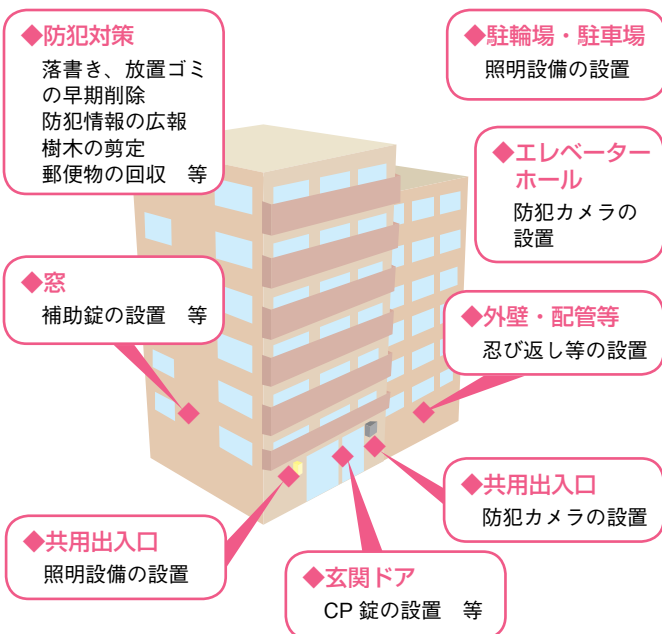 ◆防犯対策
落書き、放置ゴミ
の早期削除
防犯情報の広報
樹木の剪定
郵便物の回収　等
◆駐輪場・駐車場
照明設備の設置
◆エレベーター
ホール
防犯カメラの
設置
◆窓
補助錠の設置　等
◆外壁・配管等
忍び返し等の設置
◆共用出入口
防犯カメラの設置
◆共用出入口
照明設備の設置
◆玄関ドア
CP 錠の設置　等